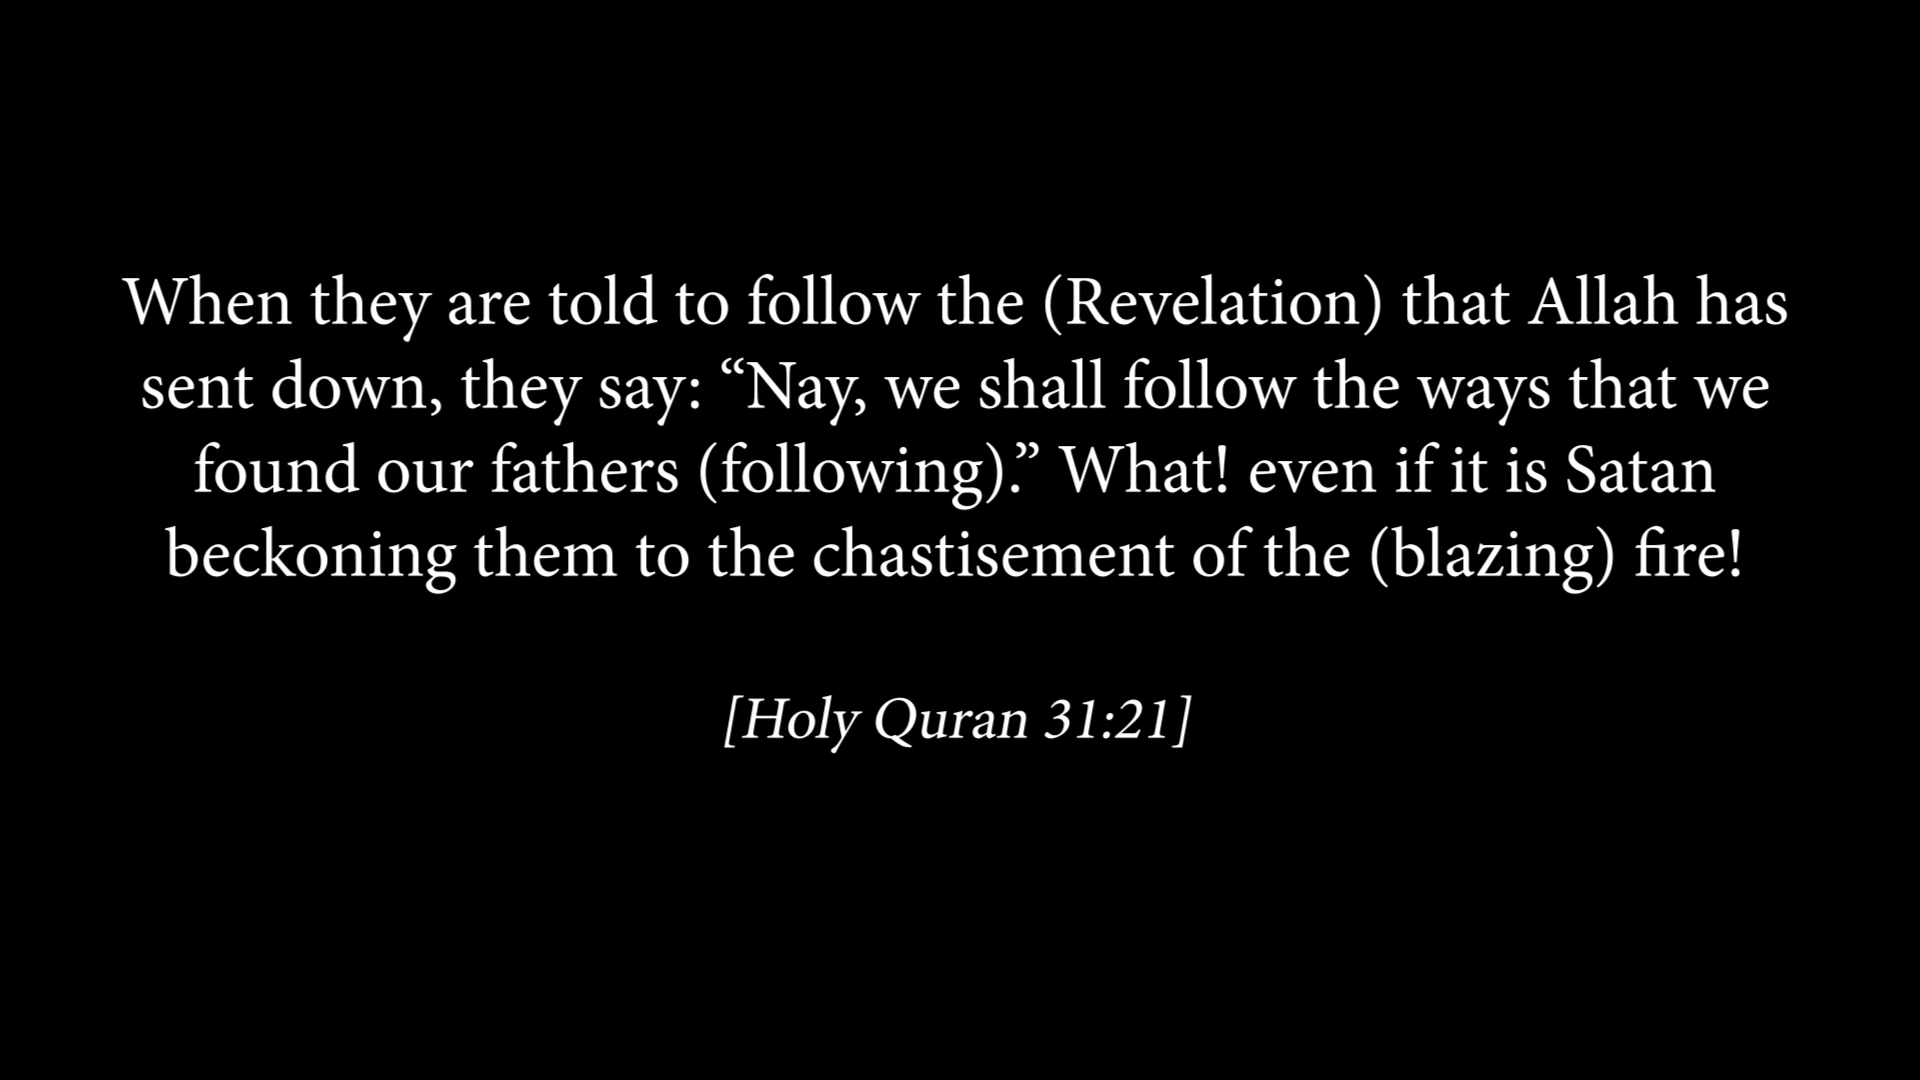 When they are told to follow the (Revelation) that Allah has
sent down, they say: “Nay, we shall follow the ways that we
found our fathers (following).” What! even if it is Satan
beckoning them to the chastisement of the (blazing) fire!
[Holy Quran 31:21]